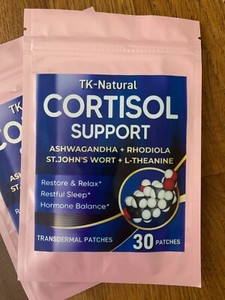 TK-Natural
CORTISOL
SUPPORT
ASHWAGANDHA + RHODIOLA
ST.JOHN'S WORT + L-THEANINE
Restore & Relax*
Restful Sleep*
Hormone Balance*
TRANSDERMAL PATCHES
30 PATCHES